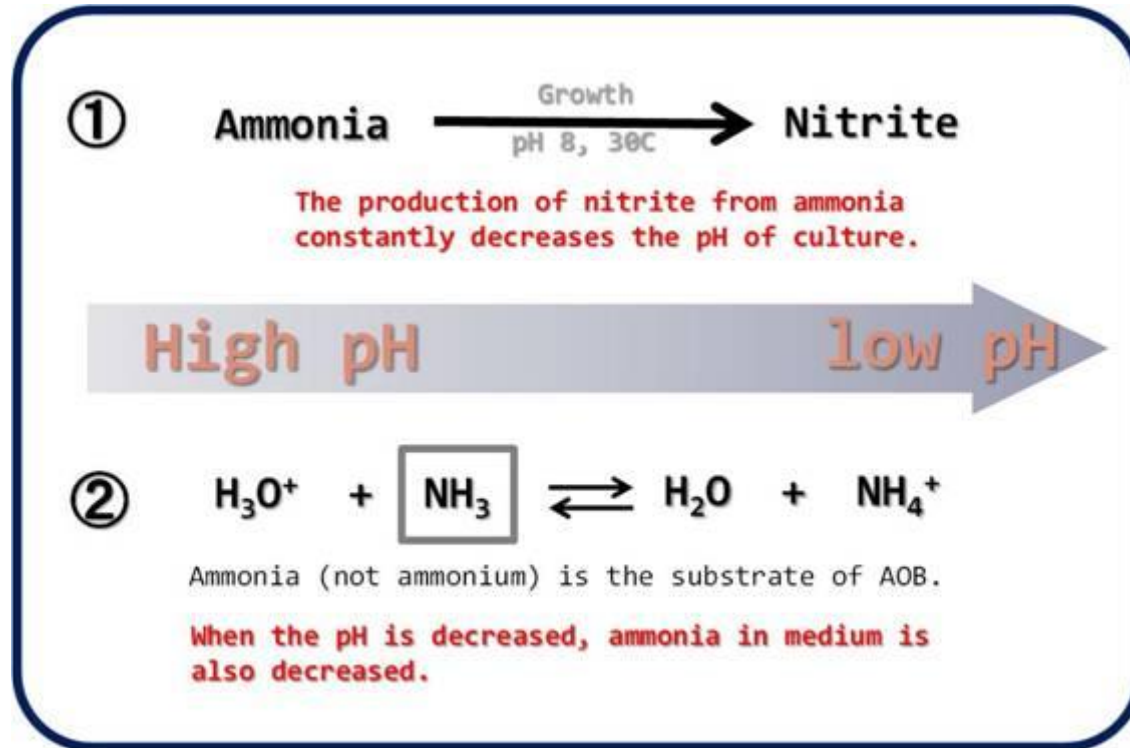 ① Ammonia Growth Nitrite
pH 8, 30C
The production of nitrite from ammonia
constantly decreases the pH of culture.
High pH low pH
② H₃O⁺ + NH₃ ⇌ H₂O + NH₄⁺
Ammonia (not ammonium) is the substrate of AOB.
When the pH is decreased, ammonia in medium is
also decreased.